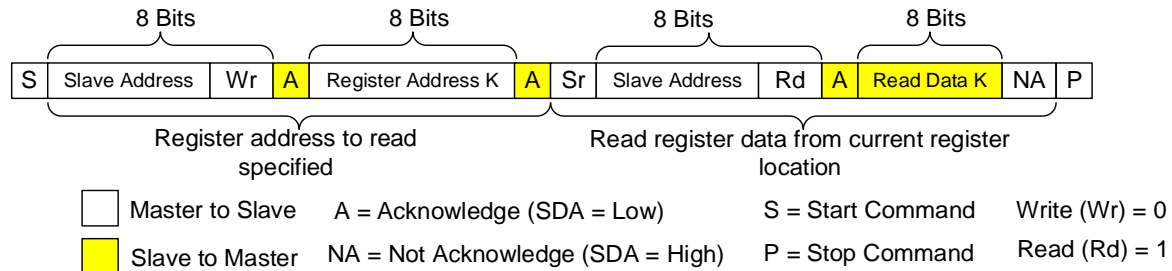 8 Bits 8 Bits 8 Bits 8 Bits
S Slave Address Wr A Register Address K A Sr Slave Address Rd A Read Data K NA P
Register address to read specified
Read register data from current register location
Master to Slave A = Acknowledge (SDA = Low) S = Start Command Write (Wr) = 0
Slave to Master NA = Not Acknowledge (SDA = High) P = Stop Command Read (Rd) = 1